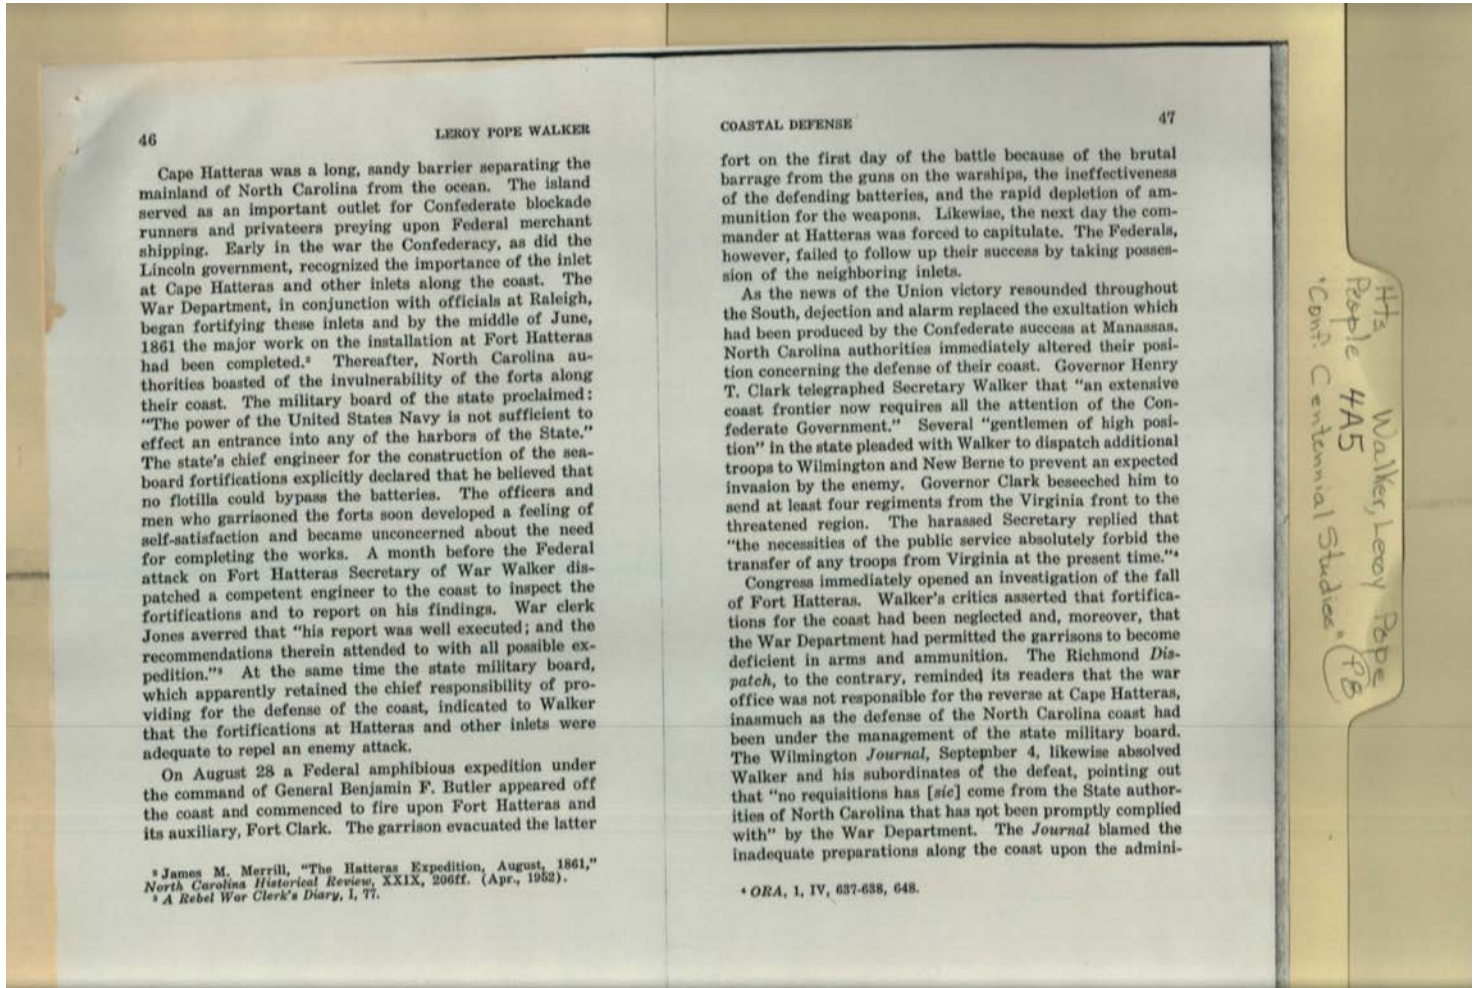 46
LEROY POPE WALKER
Cape Hatteras was a long, sandy barrier separating the
mainland of North Carolina from the ocean. The island
served as an important outlet for Confederate blockade
runners and privateers preying upon Federal merchant
shipping. Early in the war the Confederacy, as did the
Lincoln government, recognized the importance of the inlet
at Cape Hatteras and other inlets along the coast. The
War Department, in conjunction with officials at Raleigh,
began fortifying these inlets and by the middle of June,
1861 the major work on the installation at Fort Hatteras
had been completed.² Thereafter, North Carolina au-
thorities boasted of the invulnerability of the forts along
their coast. The military board of the state proclaimed:
"The power of the United States Navy is not sufficient to
effect an entrance into any of the harbors of the State."
The state's chief engineer for the construction of the sea-
board fortifications explicitly declared that he believed that
no flotilla could bypass the batteries. The officers and
men who garrisoned the forts soon developed a feeling of
self-satisfaction and became unconcerned about the need
for completing the works. A month before the Federal
attack on Fort Hatteras Secretary of War Walker dis-
patched a competent engineer to the coast to inspect the
fortifications and to report on his findings. War clerk
Jones averred that "his report was well executed; and the
recommendations therein attended to with all possible ex-
pedition."³ At the same time the state military board,
which apparently retained the chief responsibility of pro-
viding for the defense of the coast, indicated to Walker
that the fortifications at Hatteras and other inlets were
adequate to repel an enemy attack.
On August 28 a Federal amphibious expedition under
the command of General Benjamin F. Butler appeared off
the coast and commenced to fire upon Fort Hatteras and
its auxiliary, Fort Clark. The garrison evacuated the latter
² James M. Merrill, "The Hatteras Expedition, August, 1861,"
North Carolina Historical Review, XXIX, 206ff. (Apr., 1952).
³ A Rebel War Clerk's Diary, I, 77.
COASTAL DEFENSE
47
fort on the first day of the battle because of the brutal
barrage from the guns on the warships, the ineffectiveness
of the defending batteries, and the rapid depletion of am-
munition for the weapons. Likewise, the next day the com-
mander at Hatteras was forced to capitulate. The Federals,
however, failed to follow up their success by taking posses-
sion of the neighboring inlets.
As the news of the Union victory resounded throughout
the South, dejection and alarm replaced the exultation which
had been produced by the Confederate success at Manassas.
North Carolina authorities immediately altered their posi-
tion concerning the defense of their coast. Governor Henry
T. Clark telegraphed Secretary Walker that "an extensive
coast frontier now requires all the attention of the Con-
federate Government." Several "gentlemen of high posi-
tion" in the state pleaded with Walker to dispatch additional
troops to Wilmington and New Berne to prevent an expected
invasion by the enemy. Governor Clark beseeched him to
send at least four regiments from the Virginia front to the
threatened region. The harassed Secretary replied that
"the necessities of the public service absolutely forbid the
transfer of any troops from Virginia at the present time."⁴
Congress immediately opened an investigation of the fall
of Fort Hatteras. Walker's critics asserted that fortifica-
tions for the coast had been neglected and, moreover, that
the War Department had permitted the garrisons to become
deficient in arms and ammunition. The Richmond Dis-
patch, to the contrary, reminded its readers that the war
office was not responsible for the reverse at Cape Hatteras,
inasmuch as the defense of the North Carolina coast had
been under the management of the state military board.
The Wilmington Journal, September 4, likewise absolved
Walker and his subordinates of the defeat, pointing out
that "no requisitions has [sic] come from the State author-
ities of North Carolina that has not been promptly complied
with" by the War Department. The Journal blamed the
inadequate preparations along the coast upon the admini-
⁴ ORA, 1, IV, 637-638, 648.
Hts Walker, Leroy Pope
People 4A5
"Conf. Centennial Studies" P8